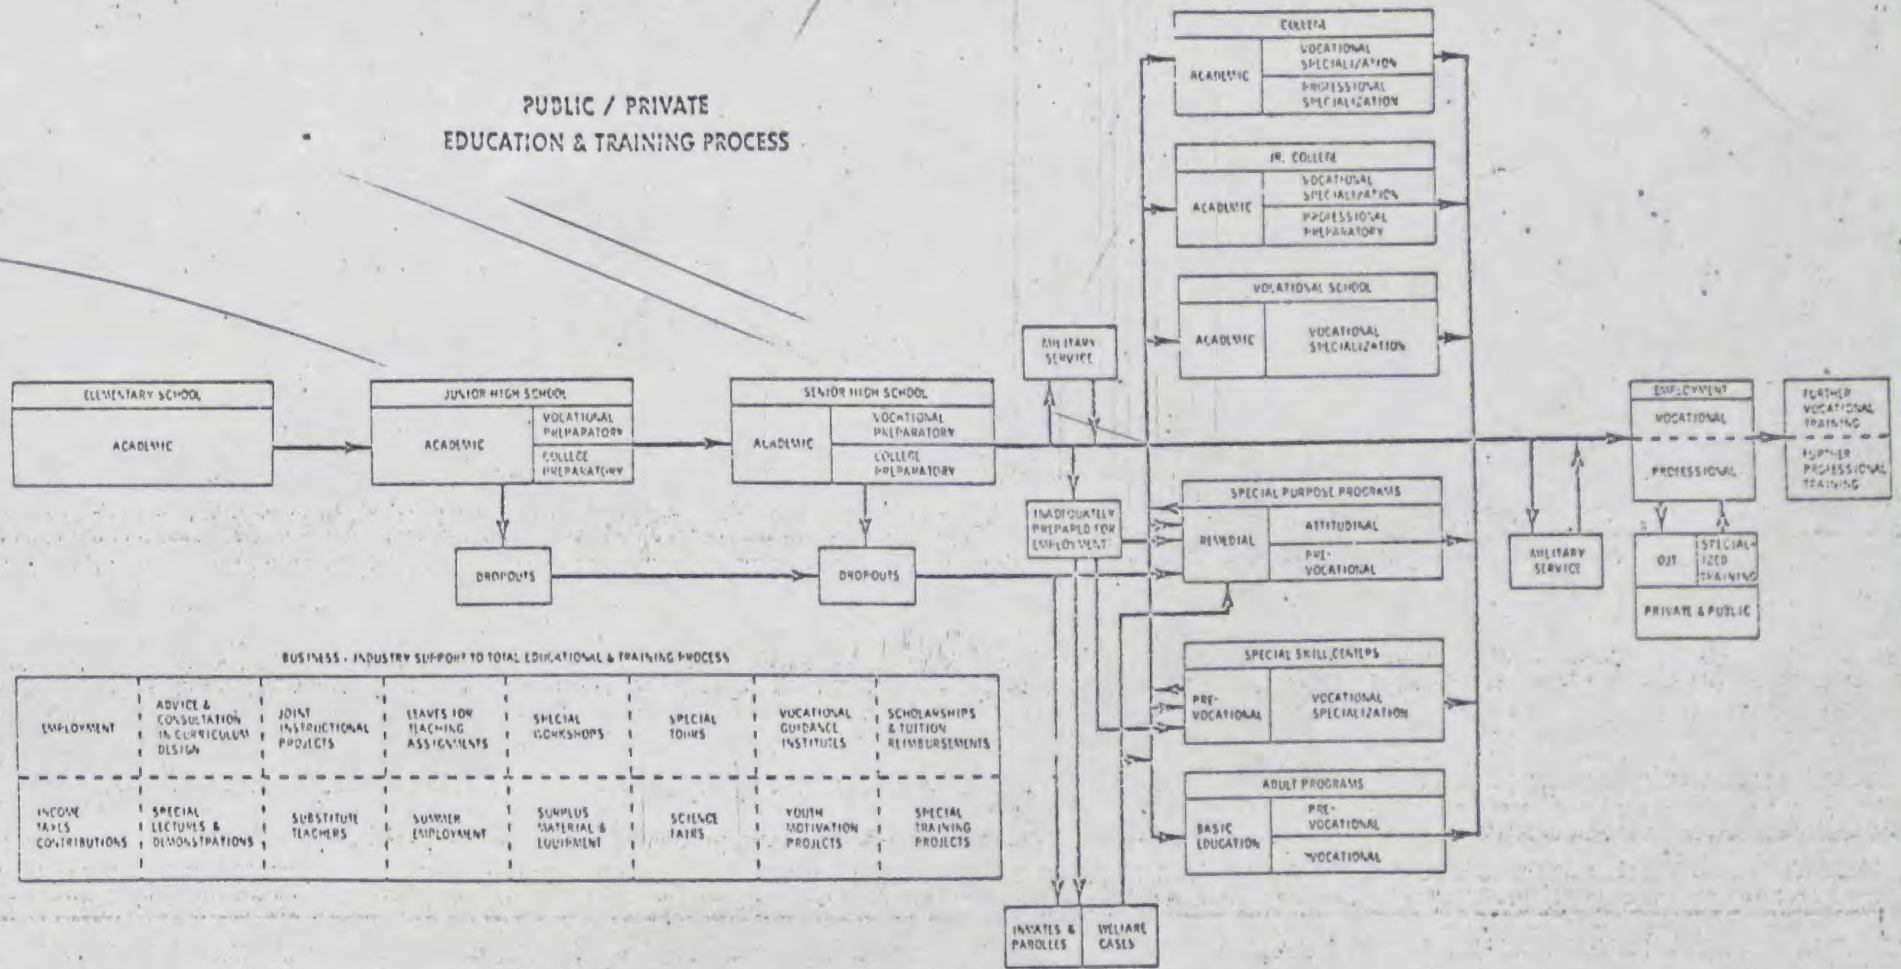 PUBLIC / PRIVATE
EDUCATION & TRAINING PROCESS
COLLEGE
ACADEMIC
VOCATIONAL
SPECIALIZATION
PROFESSIONAL
SPECIALIZATION
JR. COLLEGE
ACADEMIC
VOCATIONAL
SPECIALIZATION
PROFESSIONAL
PREPARATORY
VOCATIONAL SCHOOL
ACADEMIC
VOCATIONAL
SPECIALIZATION
ELEMENTARY SCHOOL
ACADEMIC
JUNIOR HIGH SCHOOL
ACADEMIC
VOCATIONAL
PREPARATORY
COLLEGE
PREPARATORY
SENIOR HIGH SCHOOL
ACADEMIC
VOCATIONAL
PREPARATORY
COLLEGE
PREPARATORY
MILITARY
SERVICE
EMPLOYMENT
VOCATIONAL
PROFESSIONAL
FURTHER
VOCATIONAL
TRAINING
FURTHER
PROFESSIONAL
TRAINING
DROPOUTS
DROPOUTS
INADEQUATELY
PREPARED FOR
EMPLOYMENT
SPECIAL PURPOSE PROGRAMS
REMEDIAL
ATTITUDINAL
PRE-
VOCATIONAL
MILITARY
SERVICE
OJT
SPECIAL-
IZED
TRAINING
PRIVATE & PUBLIC
SPECIAL SKILL CENTERS
PRE-
VOCATIONAL
VOCATIONAL
SPECIALIZATION
ADULT PROGRAMS
BASIC
EDUCATION
PRE-
VOCATIONAL
VOCATIONAL
BUSINESS - INDUSTRY SUPPORT TO TOTAL EDUCATIONAL & TRAINING PROCESS
EMPLOYMENT
ADVICE &
CONSULTATION
IN CURRICULUM
DESIGN
JOINT
INSTRUCTIONAL
PROJECTS
LEAVES FOR
TEACHING
ASSIGNMENTS
SPECIAL
WORKSHOPS
SPECIAL
TOURS
VOCATIONAL
GUIDANCE
INSTITUTES
SCHOLARSHIPS
& TUITION
REIMBURSEMENTS
INCOME
TAXES
CONTRIBUTIONS
SPECIAL
LECTURES &
DEMONSTRATIONS
SUBSTITUTE
TEACHERS
SUMMER
EMPLOYMENT
SURPLUS
MATERIAL &
EQUIPMENT
SCIENCE
FAIRS
YOUTH
MOTIVATION
PROJECTS
SPECIAL
TRAINING
PROJECTS
INMATES &
PAROLEES
WELFARE
CASES